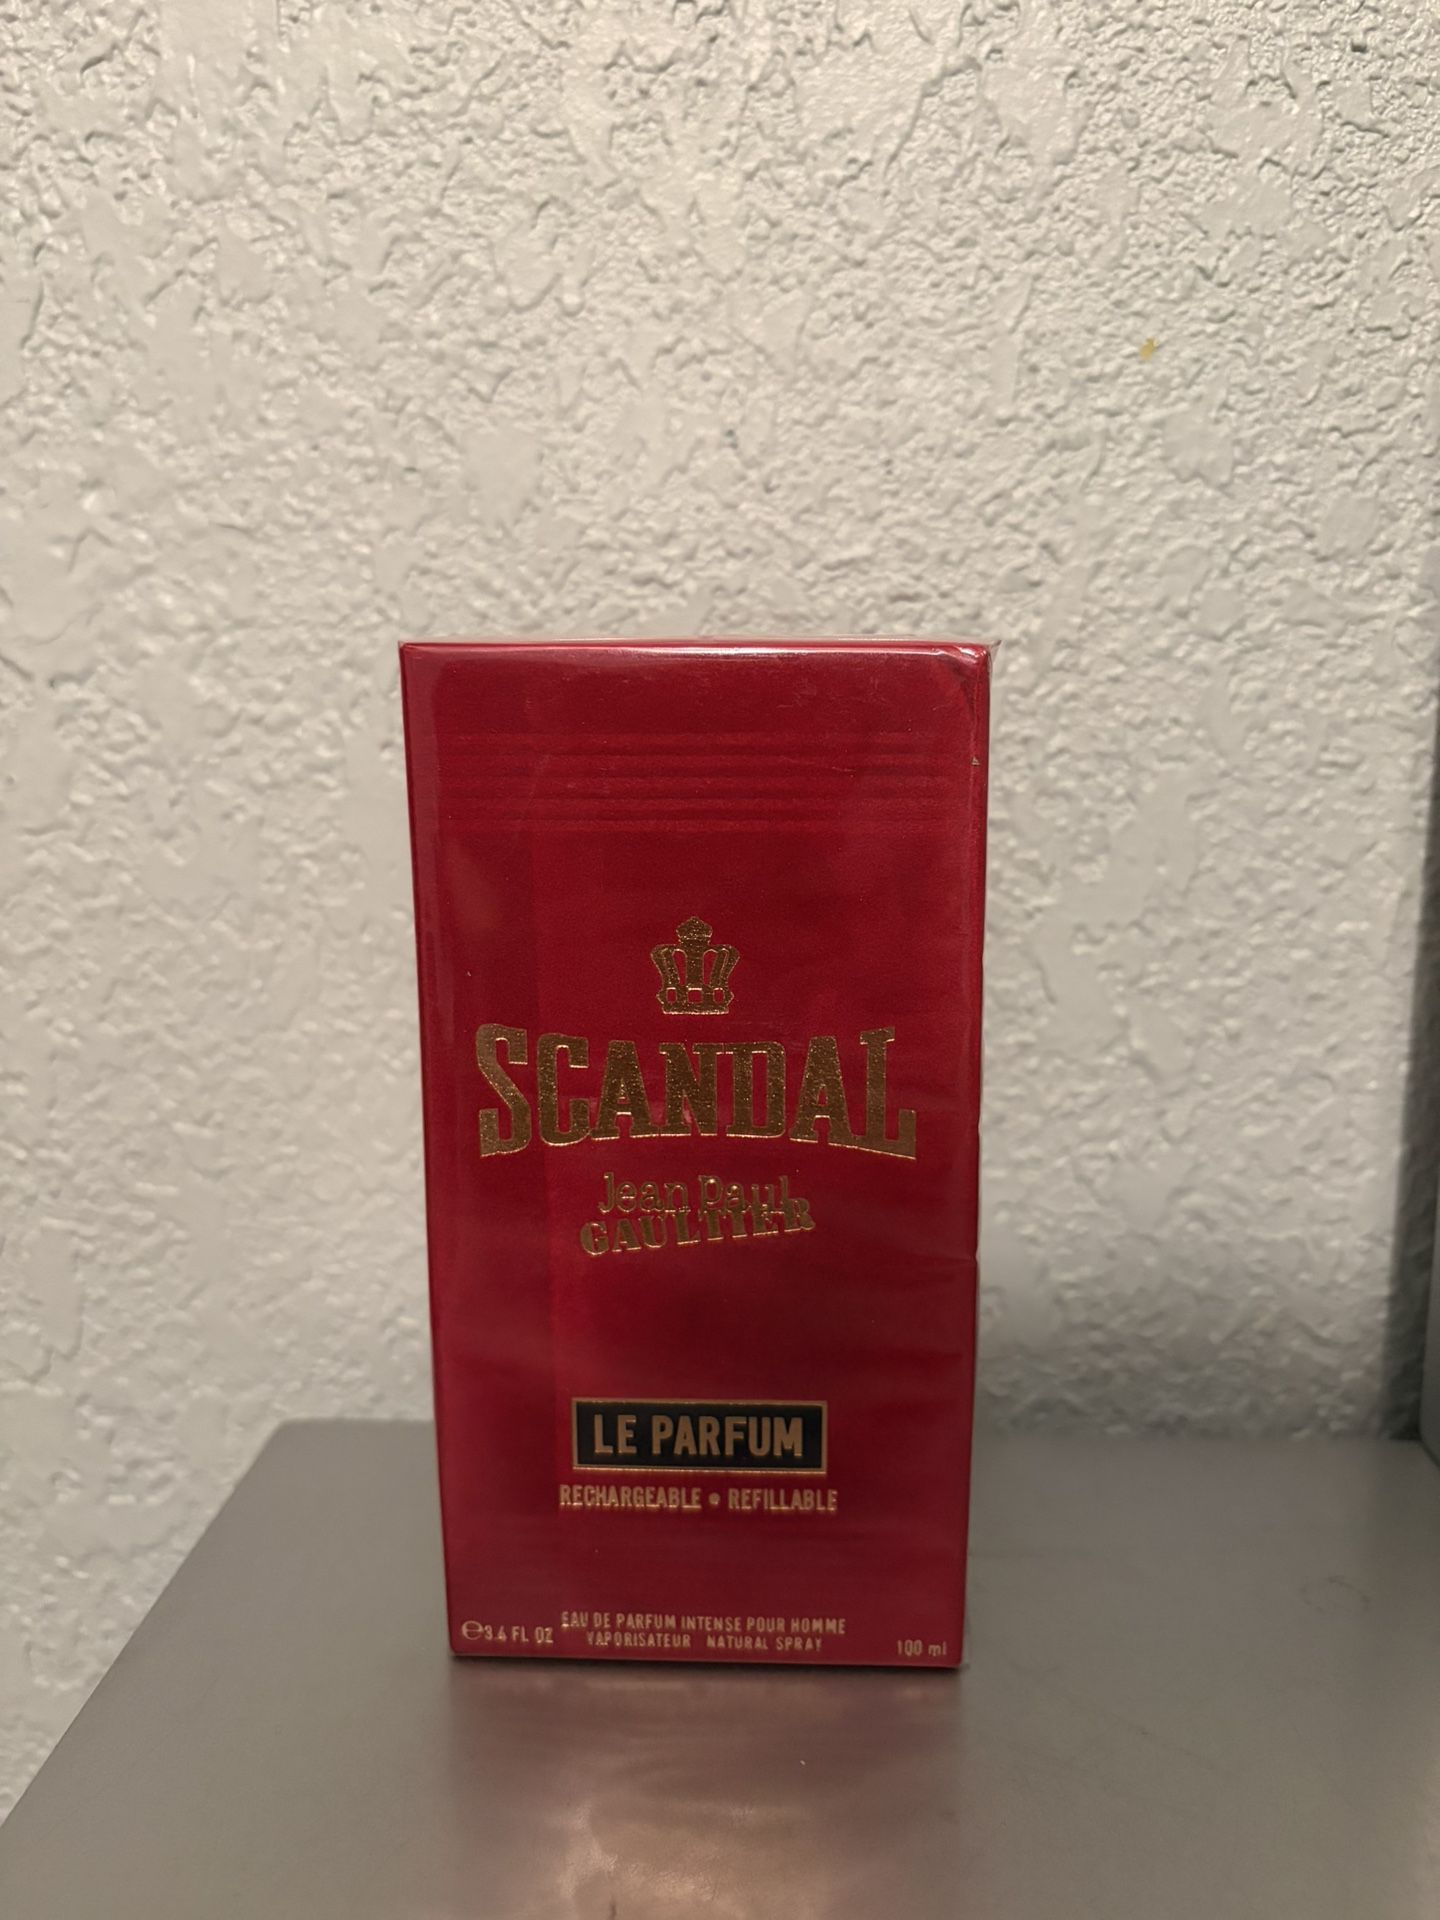 SCANDAL
Jean Paul
GAULTIER
LE PARFUM
RECHARGEABLE • REFILLABLE
℮3.4 FL OZ
EAU DE PARFUM INTENSE POUR HOMME
VAPORISATEUR NATURAL SPRAY
100 ml